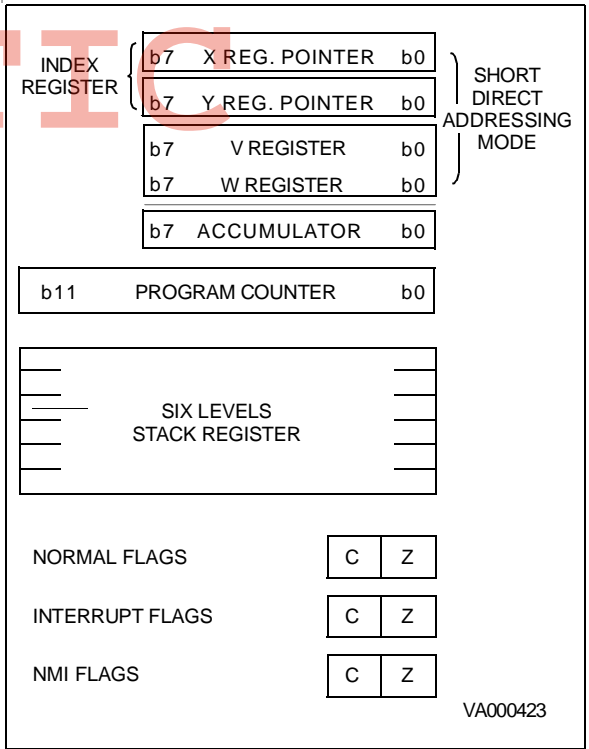 INDEX
REGISTER
b7 X REG. POINTER b0
b7 Y REG. POINTER b0
b7 V REGISTER b0
b7 W REGISTER b0
SHORT
DIRECT
ADDRESSING
MODE
b7 ACCUMULATOR b0
b11 PROGRAM COUNTER b0
SIX LEVELS
STACK REGISTER
NORMAL FLAGS C Z
INTERRUPT FLAGS C Z
NMI FLAGS C Z
VA000423
TIC